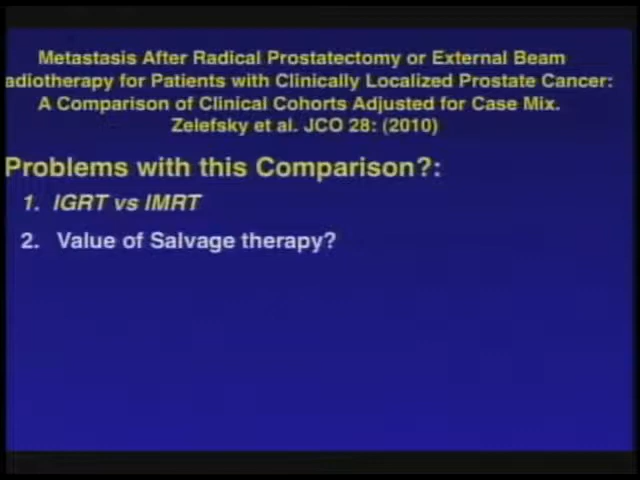 Metastasis After Radical Prostatectomy or External Beam
adiotherapy for Patients with Clinically Localized Prostate Cancer:
A Comparison of Clinical Cohorts Adjusted for Case Mix.
Zelefsky et al. JCO 28: (2010)
Problems with this Comparison?:
1. IGRT vs IMRT
2. Value of Salvage therapy?